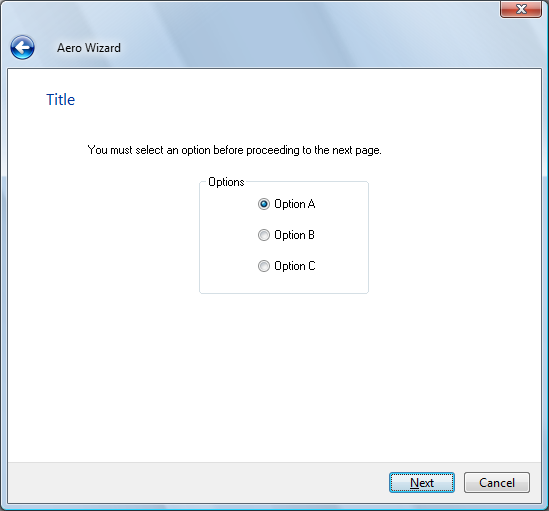 Aero Wizard
Title
You must select an option before proceeding to the next page.
Options
Option A
Option B
Option C
Next Cancel